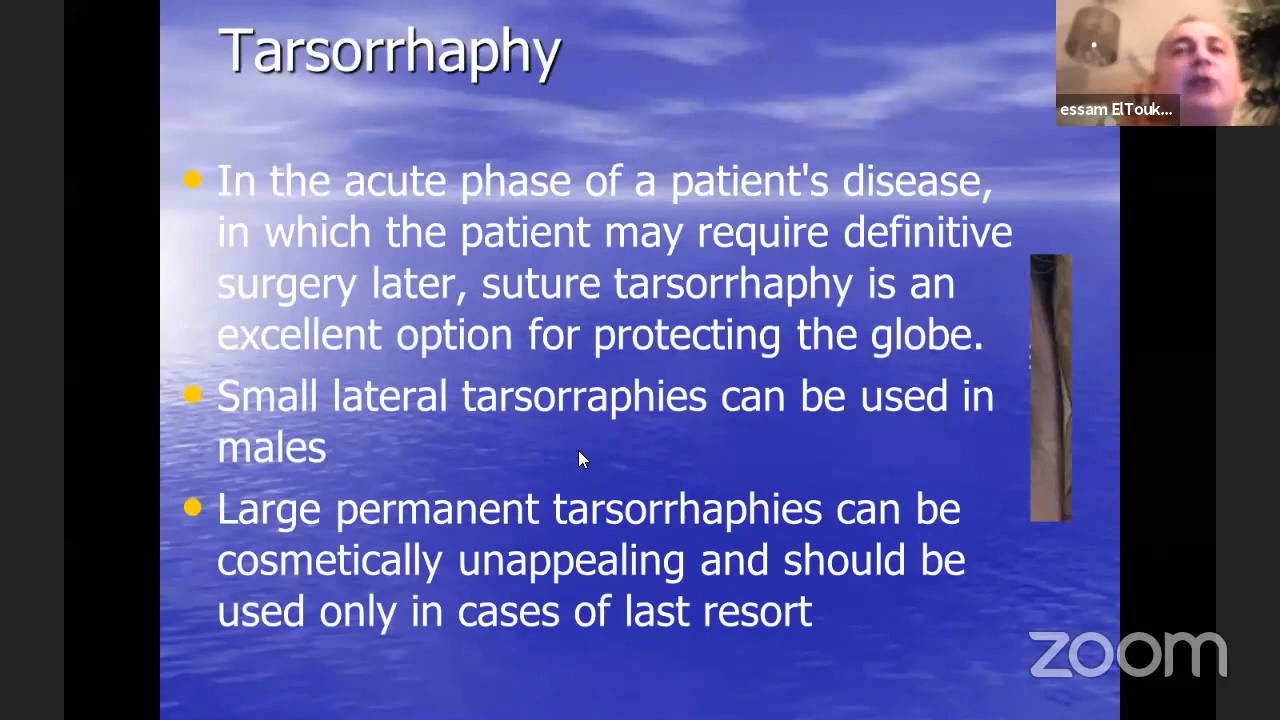 Tarsorrhaphy
essam ElTouk...
In the acute phase of a patient's disease,
in which the patient may require definitive
surgery later, suture tarsorrhaphy is an
excellent option for protecting the globe.
Small lateral tarsorraphies can be used in
males
Large permanent tarsorrhaphies can be
cosmetically unappealing and should be
used only in cases of last resort
zoom